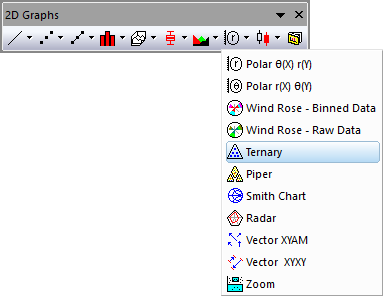 2D Graphs
Polar θ(X) r(Y)
Polar r(X) θ(Y)
Wind Rose - Binned Data
Wind Rose - Raw Data
Ternary
Piper
Smith Chart
Radar
Vector XYAM
Vector XYXY
Zoom